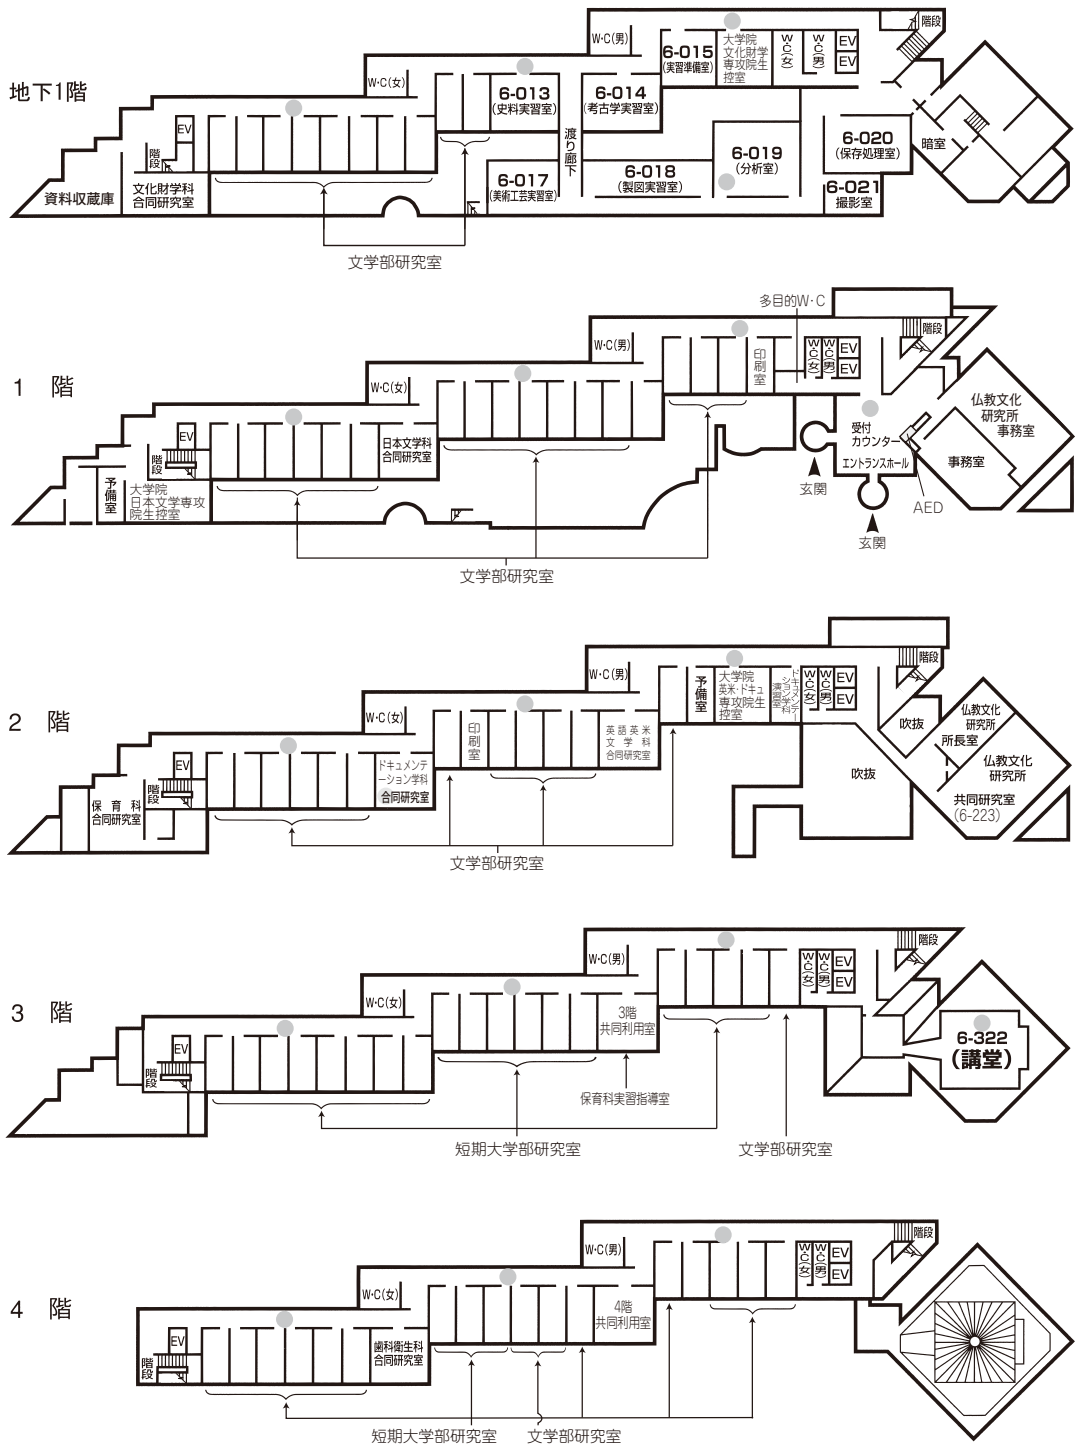 地下1階
W·C(男)
階段
6-015
(実習準備室)
大学院
文化財学
専攻院生
控室
W·C(女)
W·C(男)
EV
EV
W·C(女)
6-013
(史料実習室)
6-014
(考古学実習室)
渡り廊下
EV
階段
6-017
(美術工芸実習室)
6-018
(製図実習室)
6-019
(分析室)
6-020
(保存処理室)
暗室
6-021
撮影室
資料収蔵庫
文化財学科
合同研究室
文学部研究室
1 階
多目的W·C
W·C(男)
階段
印刷室
W·C(女)
W·C(男)
EV
EV
W·C(女)
EV
階段
日本文学科
合同研究室
受付
カウンター
エントランスホール
仏教文化
研究所
事務室
事務室
予備室
大学院
日本文学専攻
院生控室
玄関
AED
玄関
文学部研究室
2 階
W·C(男)
階段
予備室
大学院
英米·ドキュ
専攻院生
控室
ドキュメンテーション学科
演習室
W·C(女)
W·C(男)
EV
EV
W·C(女)
印刷室
英語英米
文学科
合同研究室
吹抜
仏教文化
研究所
所長室
EV
階段
ドキュメンテ
ーション学科
合同研究室
吹抜
仏教文化
研究所
共同研究室
(6-223)
保育科
合同研究室
文学部研究室
3 階
W·C(男)
階段
W·C(女)
W·C(男)
EV
EV
W·C(女)
3階
共同利用室
EV
階段
6-322
(講堂)
保育科実習指導室
短期大学部研究室
文学部研究室
4 階
W·C(男)
階段
W·C(女)
W·C(男)
EV
EV
W·C(女)
4階
共同利用室
EV
階段
歯科衛生科
合同研究室
短期大学部研究室
文学部研究室